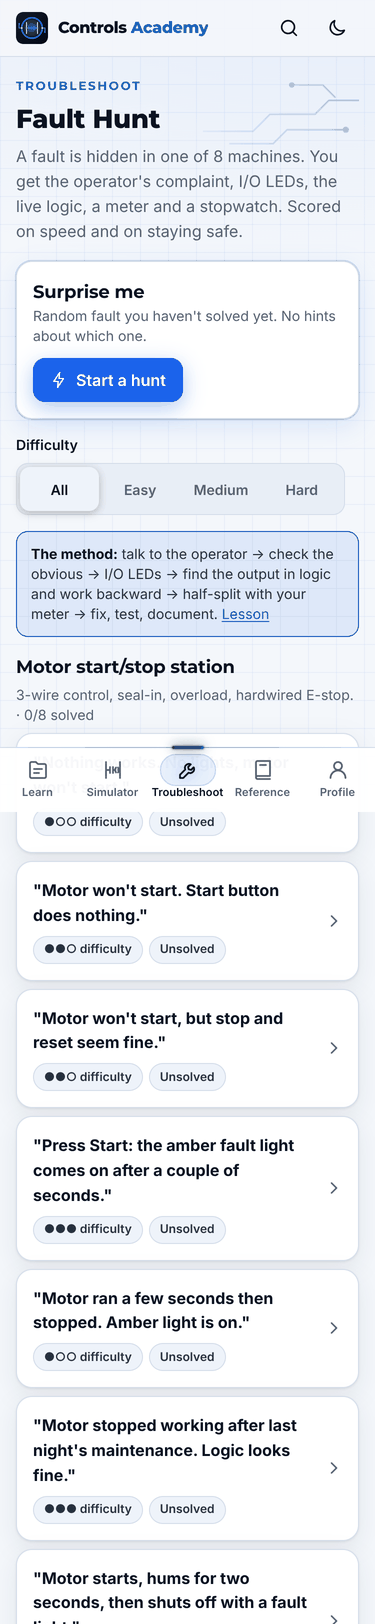 Controls Academy
TROUBLESHOOT
Fault Hunt
A fault is hidden in one of 8 machines. You
get the operator's complaint, I/O LEDs, the
live logic, a meter and a stopwatch. Scored
on speed and on staying safe.
Surprise me
Random fault you haven't solved yet. No hints
about which one.
Start a hunt
Difficulty
All Easy Medium Hard
The method: talk to the operator → check the
obvious → I/O LEDs → find the output in logic
and work backward → half-split with your
meter → fix, test, document. Lesson
Motor start/stop station
3-wire control, seal-in, overload, hardwired E-stop.
· 0/8 solved
Learn Simulator Troubleshoot Reference Profile
●○○ difficulty Unsolved
"Motor won't start. Start button
does nothing."
●●○ difficulty Unsolved
"Motor won't start, but stop and
reset seem fine."
●●○ difficulty Unsolved
"Press Start: the amber fault light
comes on after a couple of
seconds."
●●● difficulty Unsolved
"Motor ran a few seconds then
stopped. Amber light is on."
●○○ difficulty Unsolved
"Motor stopped working after last
night's maintenance. Logic looks
fine."
●●● difficulty Unsolved
"Motor starts, hums for two
seconds, then shuts off with a fault
light."